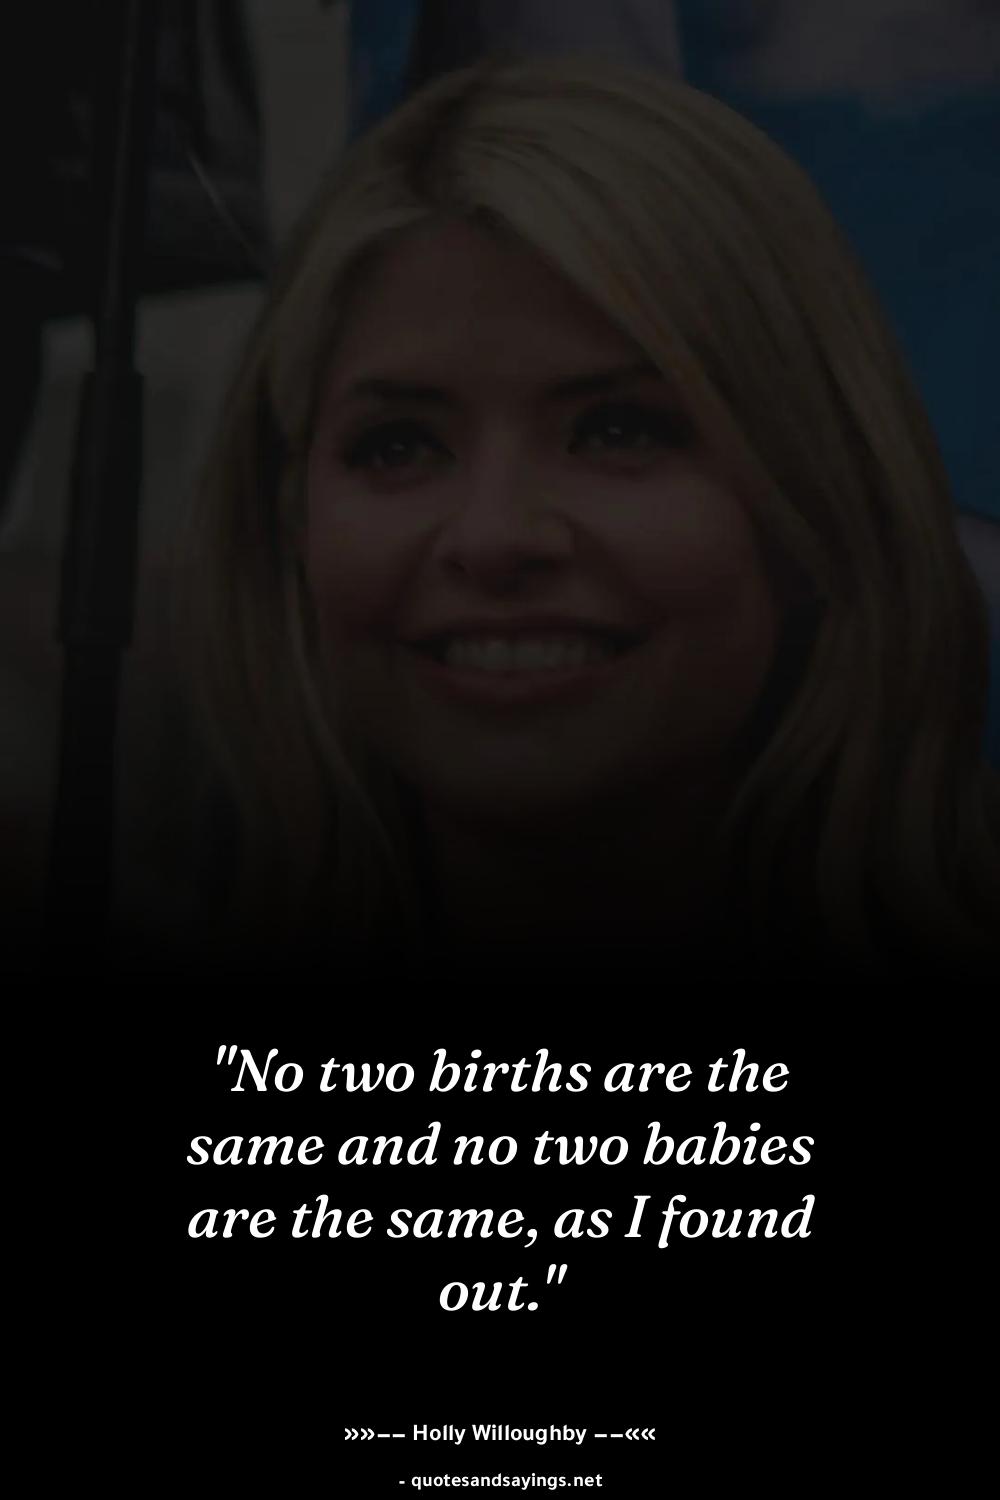 "No two births are the
same and no two babies
are the same, as I found
out."
»»–– Holly Willoughby ––««
- quotesandsayings.net